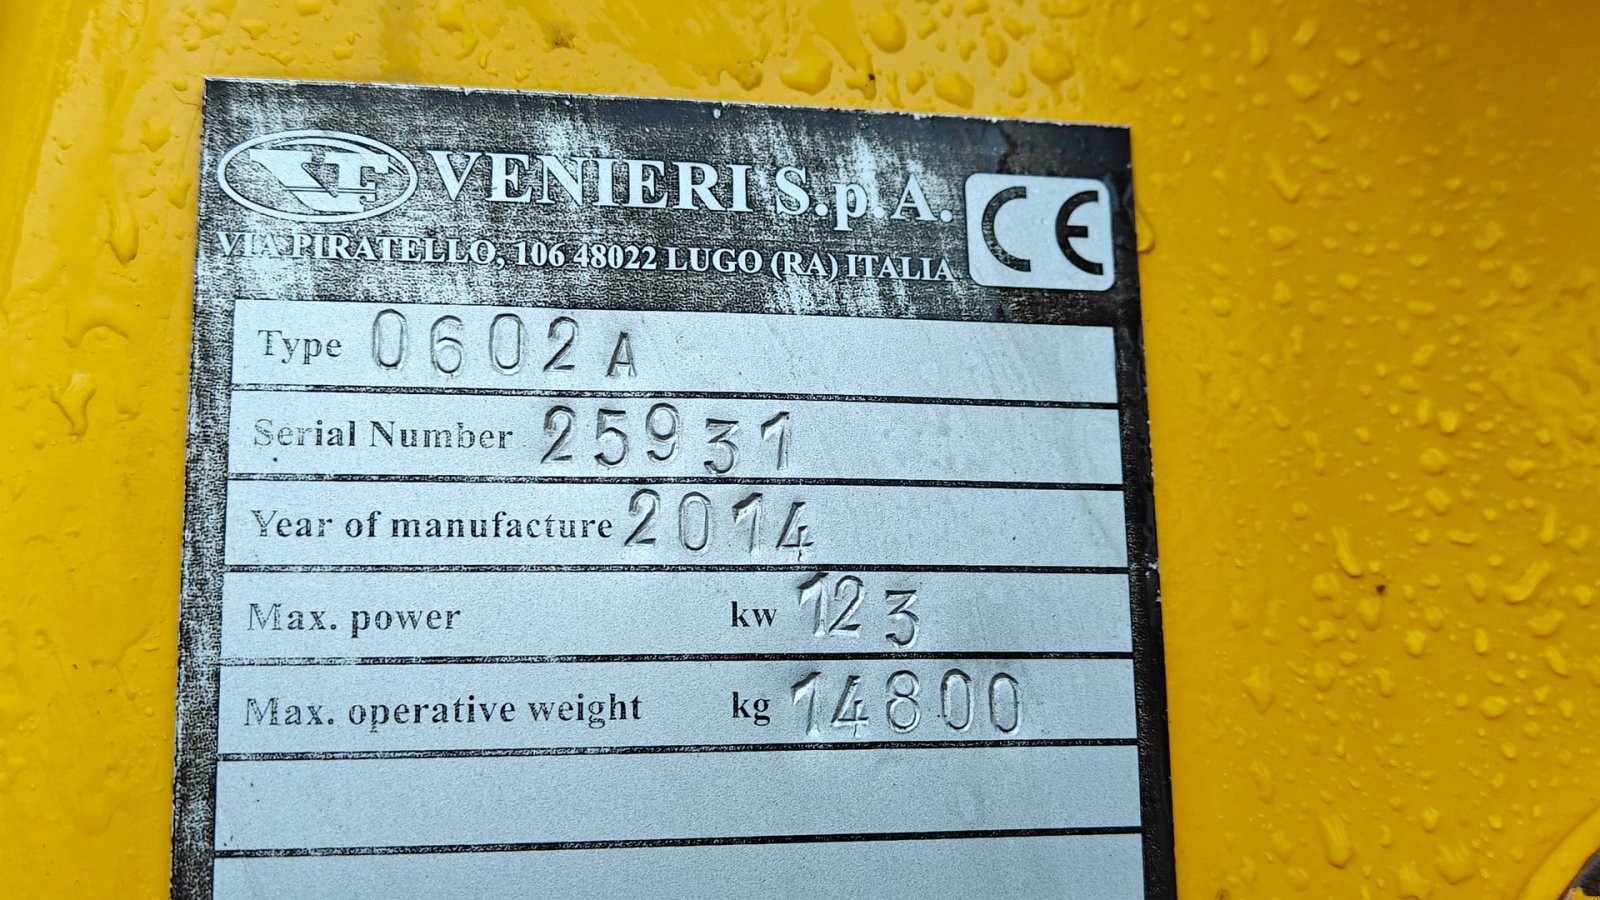 VF VENIERI S.p.A. CE
VIA PIRATELLO, 106 48022 LUGO (RA) ITALIA
Type 0602A
Serial Number 25931
Year of manufacture 2014
Max. power kw 123
Max. operative weight kg 14800